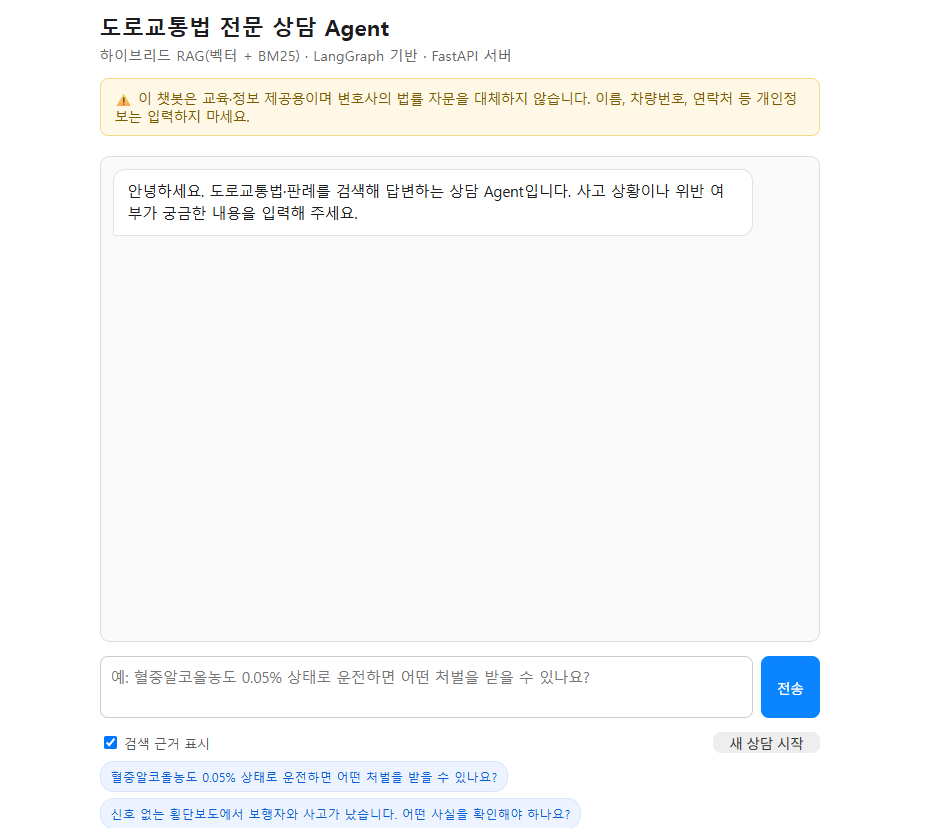 도로교통법 전문 상담 Agent
하이브리드 RAG(벡터 + BM25) · LangGraph 기반 · FastAPI 서버
⚠ 이 챗봇은 교육·정보 제공용이며 변호사의 법률 자문을 대체하지 않습니다. 이름, 차량번호, 연락처 등 개인정
보는 입력하지 마세요.
안녕하세요. 도로교통법·판례를 검색해 답변하는 상담 Agent입니다. 사고 상황이나 위반 여
부가 궁금한 내용을 입력해 주세요.
예: 혈중알코올농도 0.05% 상태로 운전하면 어떤 처벌을 받을 수 있나요?
전송
검색 근거 표시
새 상담 시작
혈중알코올농도 0.05% 상태로 운전하면 어떤 처벌을 받을 수 있나요?
신호 없는 횡단보도에서 보행자와 사고가 났습니다. 어떤 사실을 확인해야 하나요?